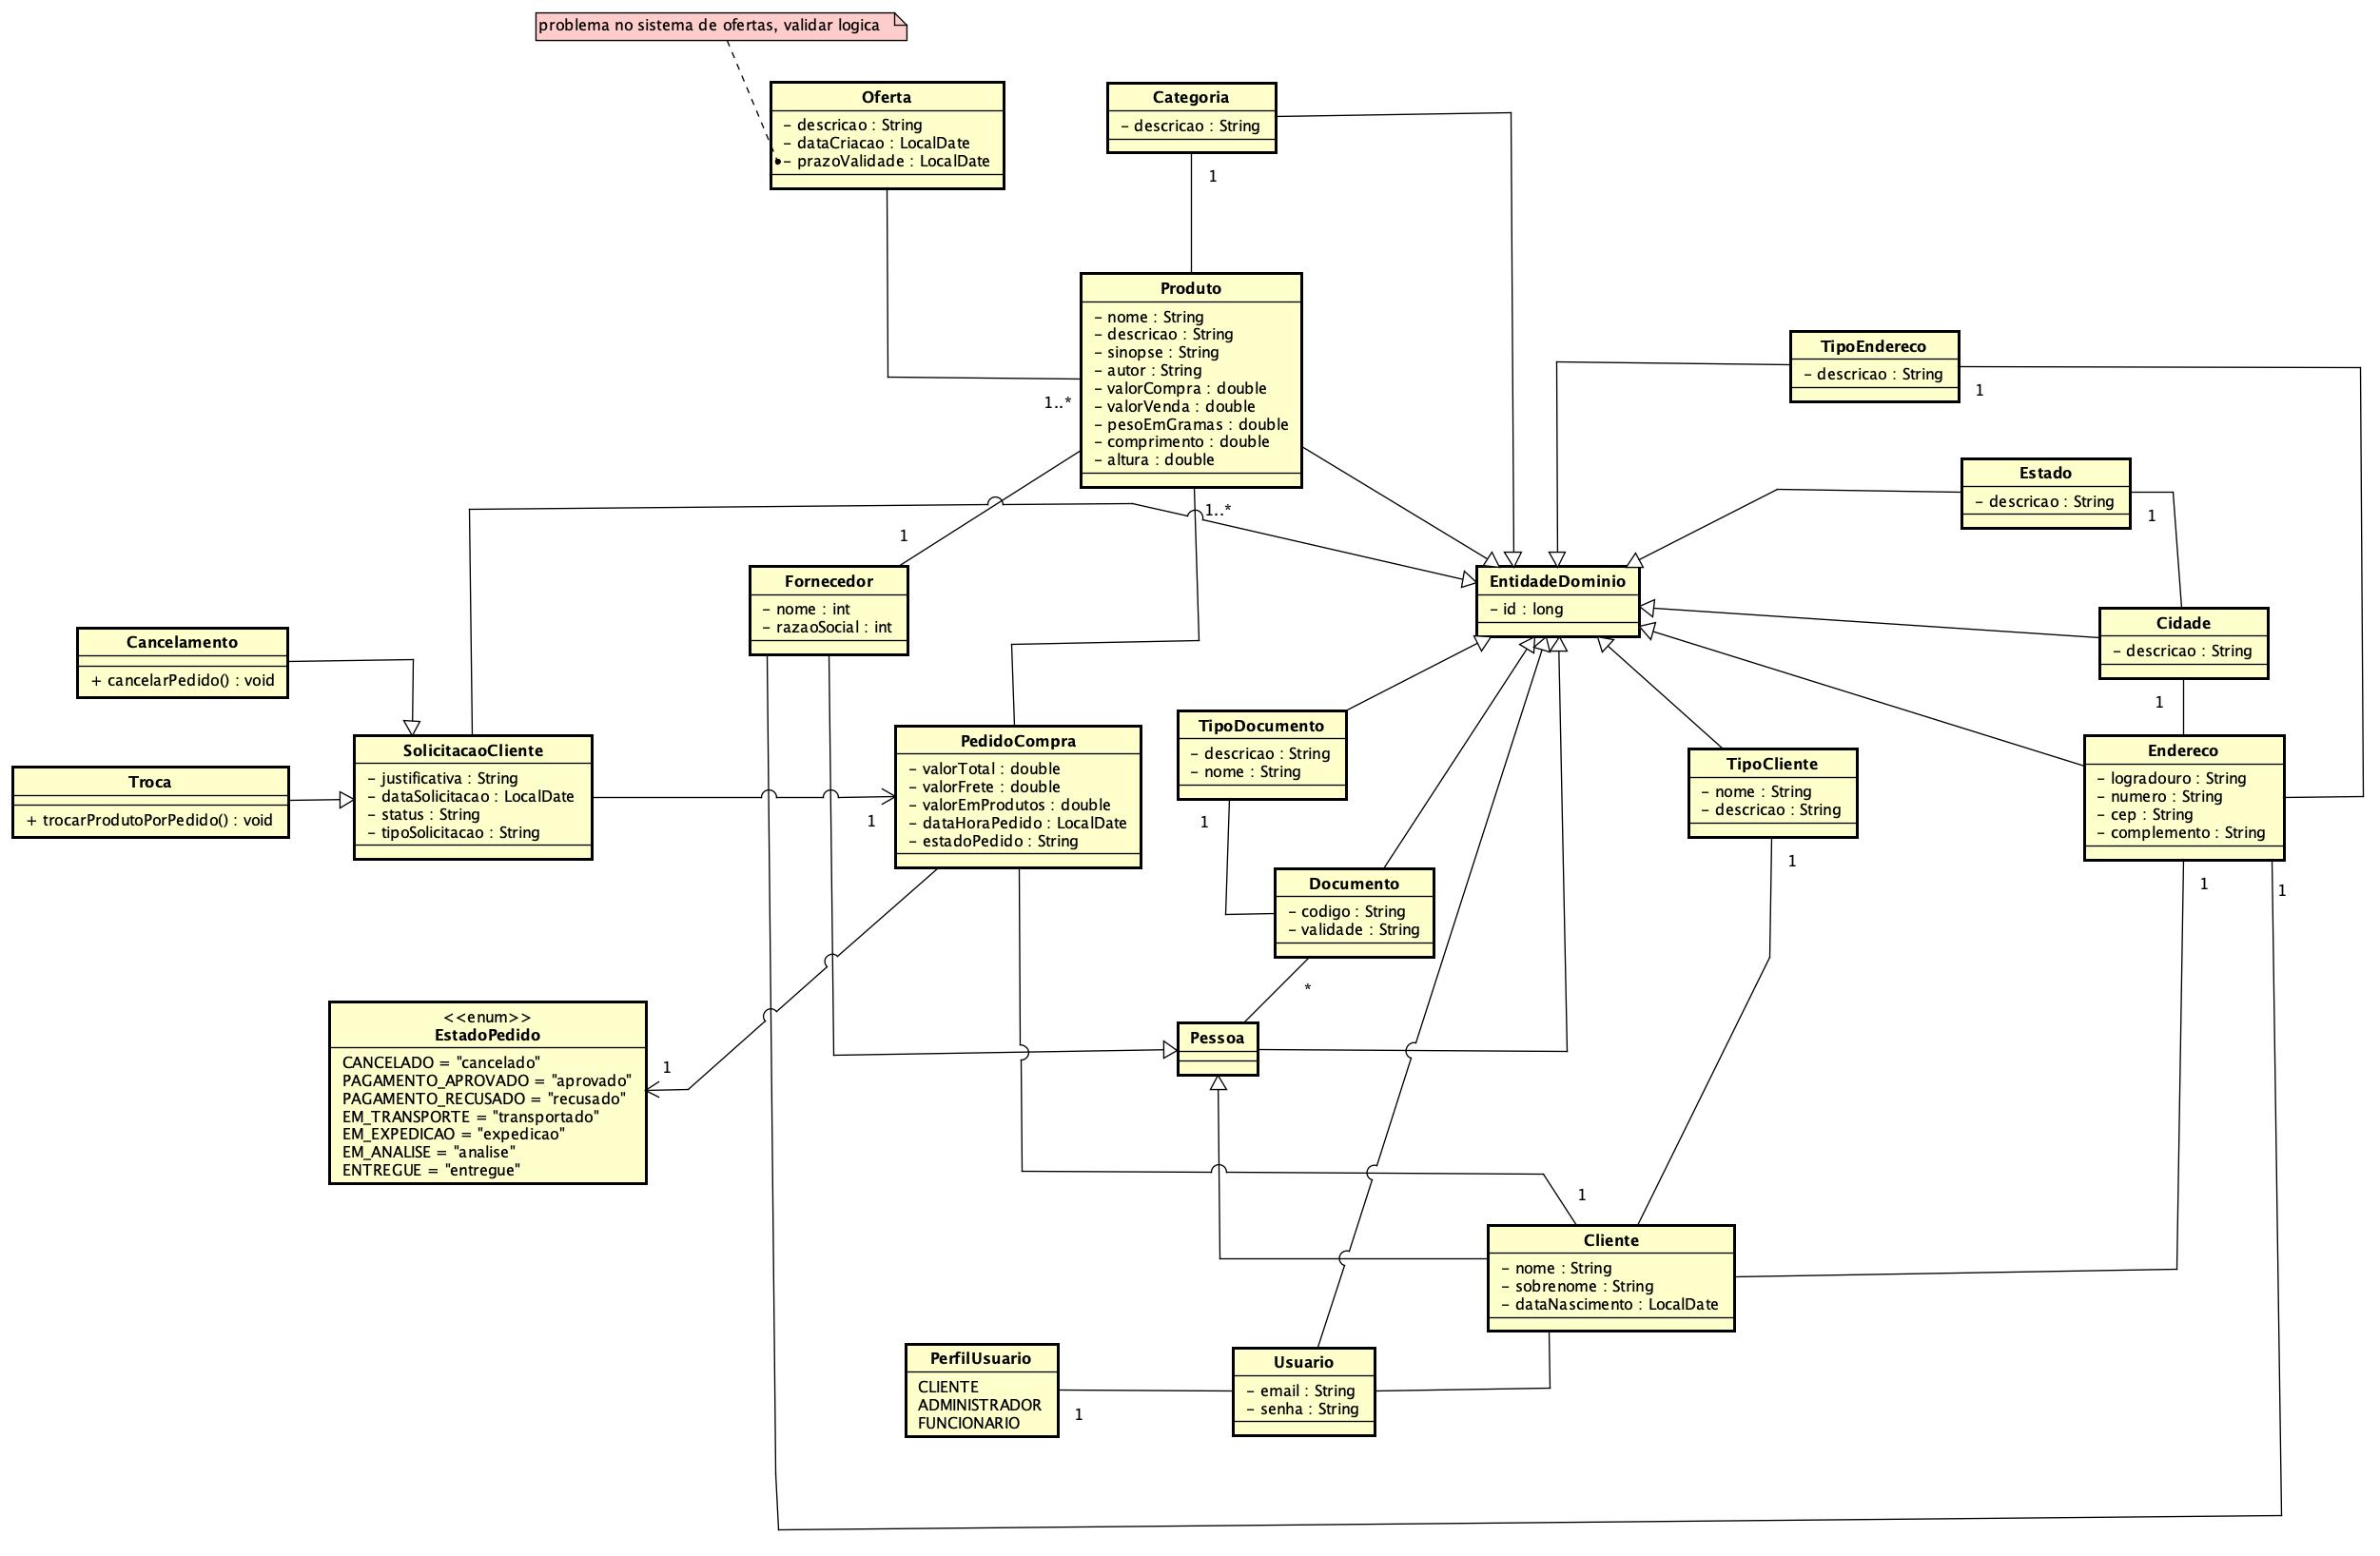 problema no sistema de ofertas, validar logica
Oferta
- descricao : String
- dataCriacao : LocalDate
- prazoValidade : LocalDate
Categoria
- descricao : String
1
Produto
- nome : String
- descricao : String
- sinopse : String
- autor : String
- valorCompra : double
- valorVenda : double
- pesoEmGramas : double
- comprimento : double
- altura : double
1..*
1..*
TipoEndereco
- descricao : String
1
Estado
- descricao : String
1
Fornecedor
- nome : int
- razaoSocial : int
1
EntidadeDominio
- id : long
Cidade
- descricao : String
1
Cancelamento
+ cancelarPedido() : void
Troca
+ trocarProdutoPorPedido() : void
SolicitacaoCliente
- justificativa : String
- dataSolicitacao : LocalDate
- status : String
- tipoSolicitacao : String
1
PedidoCompra
- valorTotal : double
- valorFrete : double
- valorEmProdutos : double
- dataHoraPedido : LocalDate
- estadoPedido : String
TipoDocumento
- descricao : String
- nome : String
1
TipoCliente
- nome : String
- descricao : String
1
Endereco
- logradouro : String
- numero : String
- cep : String
- complemento : String
1
1
Documento
- codigo : String
- validade : String
*
Pessoa
<<enum>>
EstadoPedido
CANCELADO = "cancelado"
PAGAMENTO_APROVADO = "aprovado"
PAGAMENTO_RECUSADO = "recusado"
EM_TRANSPORTE = "transportado"
EM_EXPEDICAO = "expedicao"
EM_ANALISE = "analise"
ENTREGUE = "entregue"
1
1
Cliente
- nome : String
- sobrenome : String
- dataNascimento : LocalDate
PerfilUsuario
CLIENTE
ADMINISTRADOR
FUNCIONARIO
1
Usuario
- email : String
- senha : String